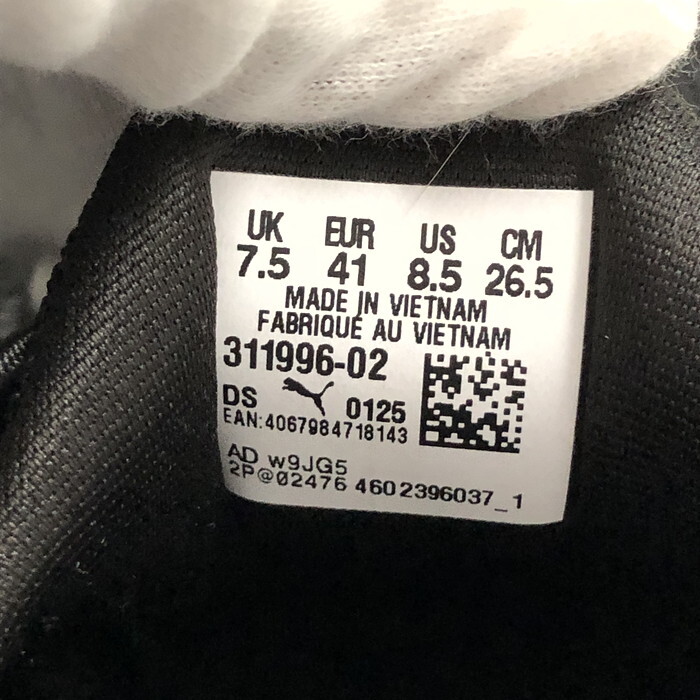 UK EUR US CM
7.5 41 8.5 26.5
MADE IN VIETNAM
FABRIQUÉ AU VIETNAM
311996-02
DS 0125
EAN:4067984718143
AD W9JG5
2P@02476 4602396037_1